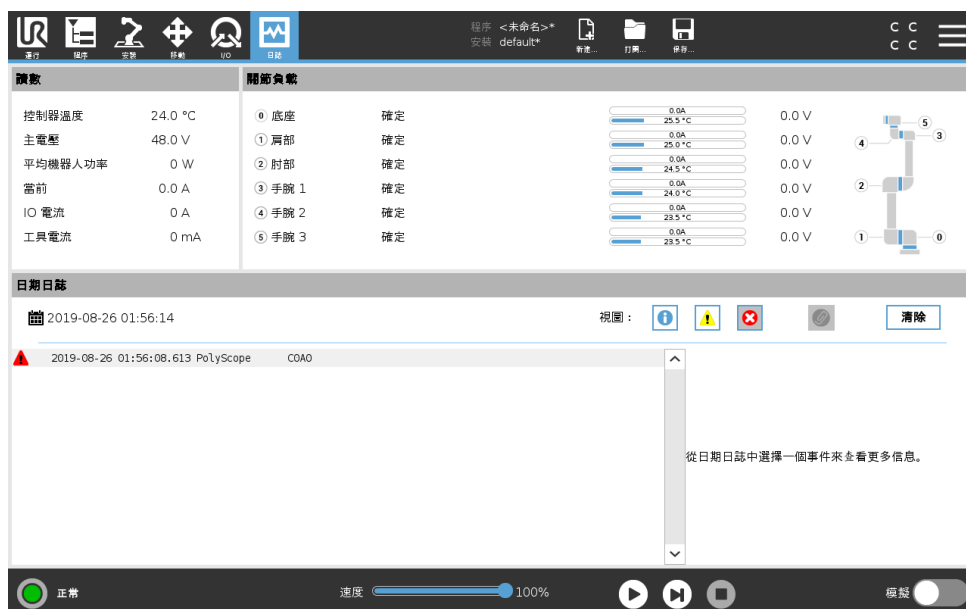 程序 <未命名>*
安裝 default*
運行 程序 安裝 移動 I/O 日誌 新建... 打開... 保存...
C C
C C
讀數 關節負載
控制器溫度 24.0 °C
主電壓 48.0 V
平均機器人功率 0 W
當前 0.0 A
IO 電流 0 A
工具電流 0 mA
0 底座 確定 0.0A 25.5 °C 0.0 V
1 肩部 確定 0.0A 25.0 °C 0.0 V
2 肘部 確定 0.0A 24.5 °C 0.0 V
3 手腕 1 確定 0.0A 24.0 °C 0.0 V
4 手腕 2 確定 0.0A 23.5 °C 0.0 V
5 手腕 3 確定 0.0A 23.5 °C 0.0 V
5
3
4
2
1 0
日期日誌
2019-08-26 01:56:14 視圖： 清除
2019-08-26 01:56:08.613 PolyScope C0A0
從日期日誌中選擇一個事件來查看更多信息。
正常 速度 100% 模擬